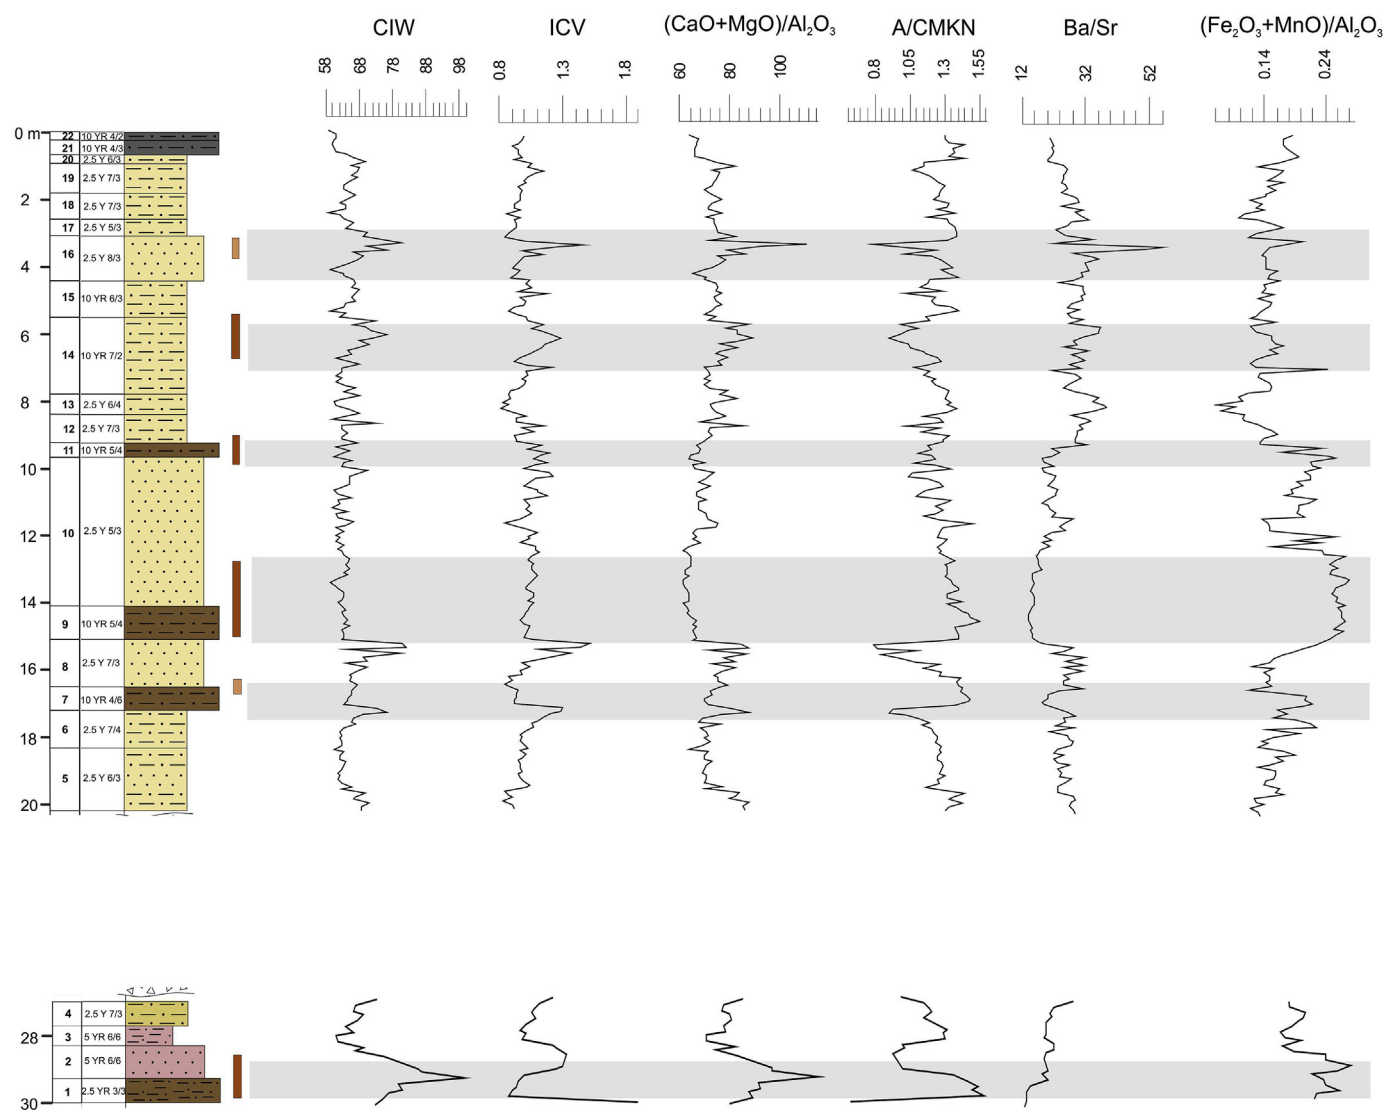 CIW ICV (CaO+MgO)/Al₂O₃ A/CMKN Ba/Sr (Fe₂O₃+MnO)/Al₂O₃
58 68 78 88 98 0.8 1.3 1.8 60 80 100 0.8 1.05 1.3 1.55 12 32 52 0.14 0.24
0 m 22 10 YR 4/2
21 10 YR 4/3
20 2.5 Y 6/3
19 2.5 Y 7/3
2 18 2.5 Y 7/3
17 2.5 Y 5/3
16 2.5 Y 8/3
4
15 10 YR 6/3
6
14 10 YR 7/2
8 13 2.5 Y 6/4
12 2.5 Y 7/3
11 10 YR 5/4
10
10 2.5 Y 5/3
12
14
9 10 YR 5/4
16 8 2.5 Y 7/3
7 10 YR 4/6
6 2.5 Y 7/4
18
5 2.5 Y 6/3
20
4 2.5 Y 7/3
28 3 5 YR 6/6
2 5 YR 6/6
1 2.5 YR 3/3
30